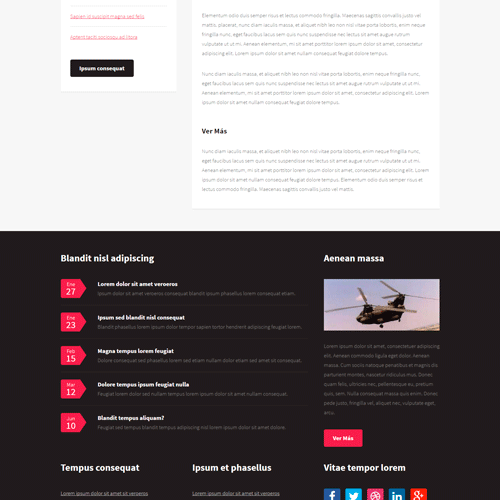 Sapien id suscipit magna sed felis
Aptent taciti sociosqu ad litora
Ipsum consequat
Elementum odio duis semper risus et lectus commodo fringilla. Maecenas sagittis convallis justo vel
mattis. placerat, nunc diam iaculis massa, et aliquet nibh leo non nisl vitae porta lobortis, enim neque
fringilla nunc, eget faucibus lacus sem quis nunc suspendisse nec lectus sit amet augue rutrum
vulputate ut ut mi. Aenean elementum, mi sit amet porttitor lorem ipsum dolor sit amet, consectetur
adipiscing elit. Nullam consequat feugiat dolore tempus.
Nunc diam iaculis massa, et aliquet nibh leo non nisl vitae porta lobortis, enim neque fringilla nunc,
eget faucibus lacus sem quis nunc suspendisse nec lectus sit amet augue rutrum vulputate ut ut mi.
Aenean elementum, mi sit amet porttitor lorem ipsum dolor sit amet, consectetur adipiscing elit.
Nullam consequat feugiat dolore tempus.
Ver Más
Nunc diam iaculis massa, et aliquet nibh leo non nisl vitae porta lobortis, enim neque fringilla nunc,
eget faucibus lacus sem quis nunc suspendisse nec lectus sit amet augue rutrum vulputate ut ut mi.
Aenean elementum, mi sit amet porttitor lorem ipsum dolor sit amet, consectetur adipiscing elit.
Nullam consequat feugiat dolore tempus. Elementum odio duis semper risus et lectus commodo
fringilla. Maecenas sagittis convallis justo vel mattis.
Blandit nisl adipiscing
Ene
27
Lorem dolor sit amet veroeros
Ipsum dolor sit amet veroeros consequat blandit ipsum phasellus lorem consequat etiam.
Ene
23
Ipsum sed blandit nisl consequat
Blandit phasellus lorem ipsum dolor tempor sapien tortor hendrerit adipiscing feugiat lorem.
Feb
15
Magna tempus lorem feugiat
Dolore consequat sed phasellus lorem sed etiam nullam dolor etiam sed amet sit consequat.
Mar
12
Dolore tempus ipsum feugiat nulla
Feugiat lorem dolor sed nullam tempus lorem ipsum dolor sit amet nullam consequat.
Jun
10
Blandit tempus aliquam?
Feugiat sed tempus blandit tempus adipiscing nisl lorem ipsum dolor sit amet dolore.
Aenean massa
Lorem ipsum dolor sit amet, consectetuer adipiscing
elit. Aenean commodo ligula eget dolor. Aenean
massa. Cum sociis natoque penatibus et magnis dis
parturient montes, nascetur ridiculus mus. Donec
quam felis, ultricies nec, pellentesque eu, pretium
quis, sem. Nulla consequat massa quis enim. Donec
pede justo, fringilla vel, aliquet nec, vulputate eget,
arcu.
Ver Más
Tempus consequat
Lorem ipsum dolor sit amet sit veroeros
Ipsum et phasellus
Lorem ipsum dolor sit amet sit veroeros
Vitae tempor lorem